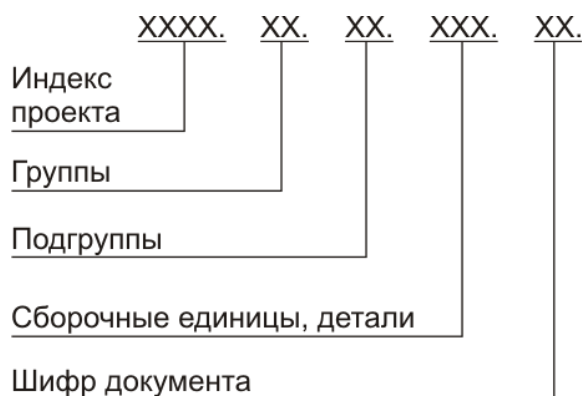 XXXX. XX. XX. XXX. XX.
Индекс
проекта
Группы
Подгруппы
Сборочные единицы, детали
Шифр документа